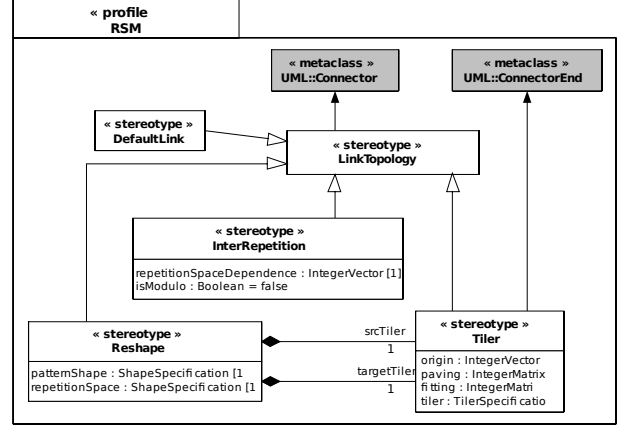 « profile
RSM
« metaclass »
UML::Connector
« metaclass »
UML::ConnectorEnd
« stereotype »
DefaultLink
« stereotype »
LinkTopology
« stereotype »
InterRepetition
repetitionSpaceDependence : IntegerVector [1]
isModulo : Boolean = false
« stereotype »
Reshape
patternShape : ShapeSpecification [1
repetitionSpace : ShapeSpecification [1
srcTiler
1
targetTiler
1
« stereotype »
Tiler
origin : IntegerVector
paving : IntegerMatrix
fitting : IntegerMatri
tiler : TilerSpecificatio